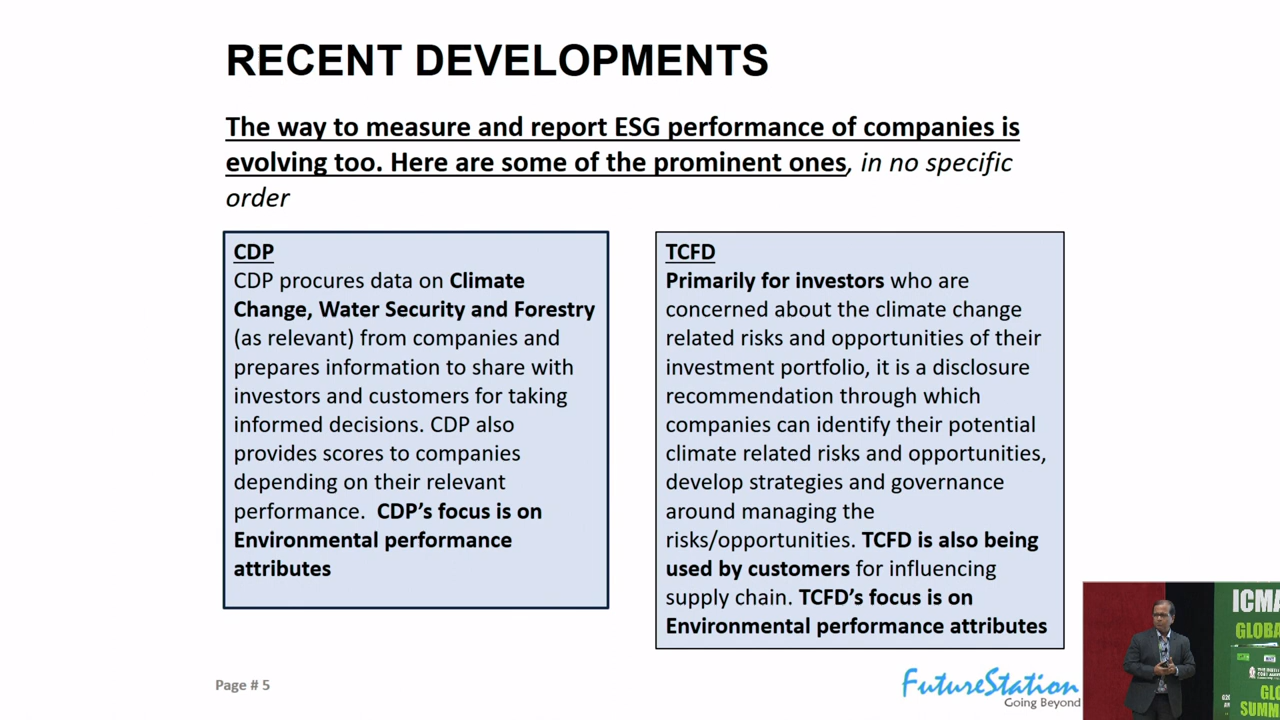 RECENT DEVELOPMENTS
The way to measure and report ESG performance of companies is
evolving too. Here are some of the prominent ones, in no specific
order
CDP
CDP procures data on Climate
Change, Water Security and Forestry
(as relevant) from companies and
prepares information to share with
investors and customers for taking
informed decisions. CDP also
provides scores to companies
depending on their relevant
performance. CDP's focus is on
Environmental performance
attributes
TCFD
Primarily for investors who are
concerned about the climate change
related risks and opportunities of their
investment portfolio, it is a disclosure
recommendation through which
companies can identify their potential
climate related risks and opportunities,
develop strategies and governance
around managing the
risks/opportunities. TCFD is also being
used by customers for influencing
supply chain. TCFD's focus is on
Environmental performance attributes
Page # 5
FutureStation
Going Beyond
ICMA
GLOBA
GLO
SUMM